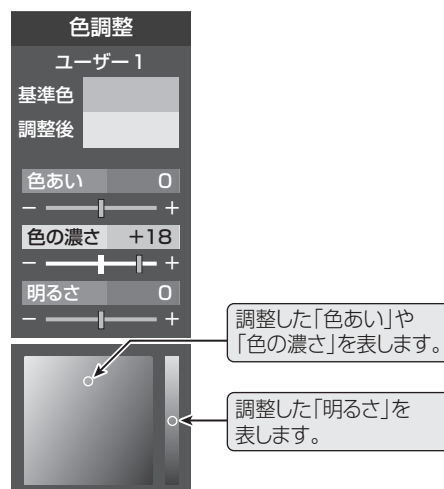 色調整
ユーザー1
基準色
調整後
色あい 0
− +
色の濃さ +18
− +
明るさ 0
− +
調整した「色あい」や
「色の濃さ」を表します。
調整した「明るさ」を
表します。